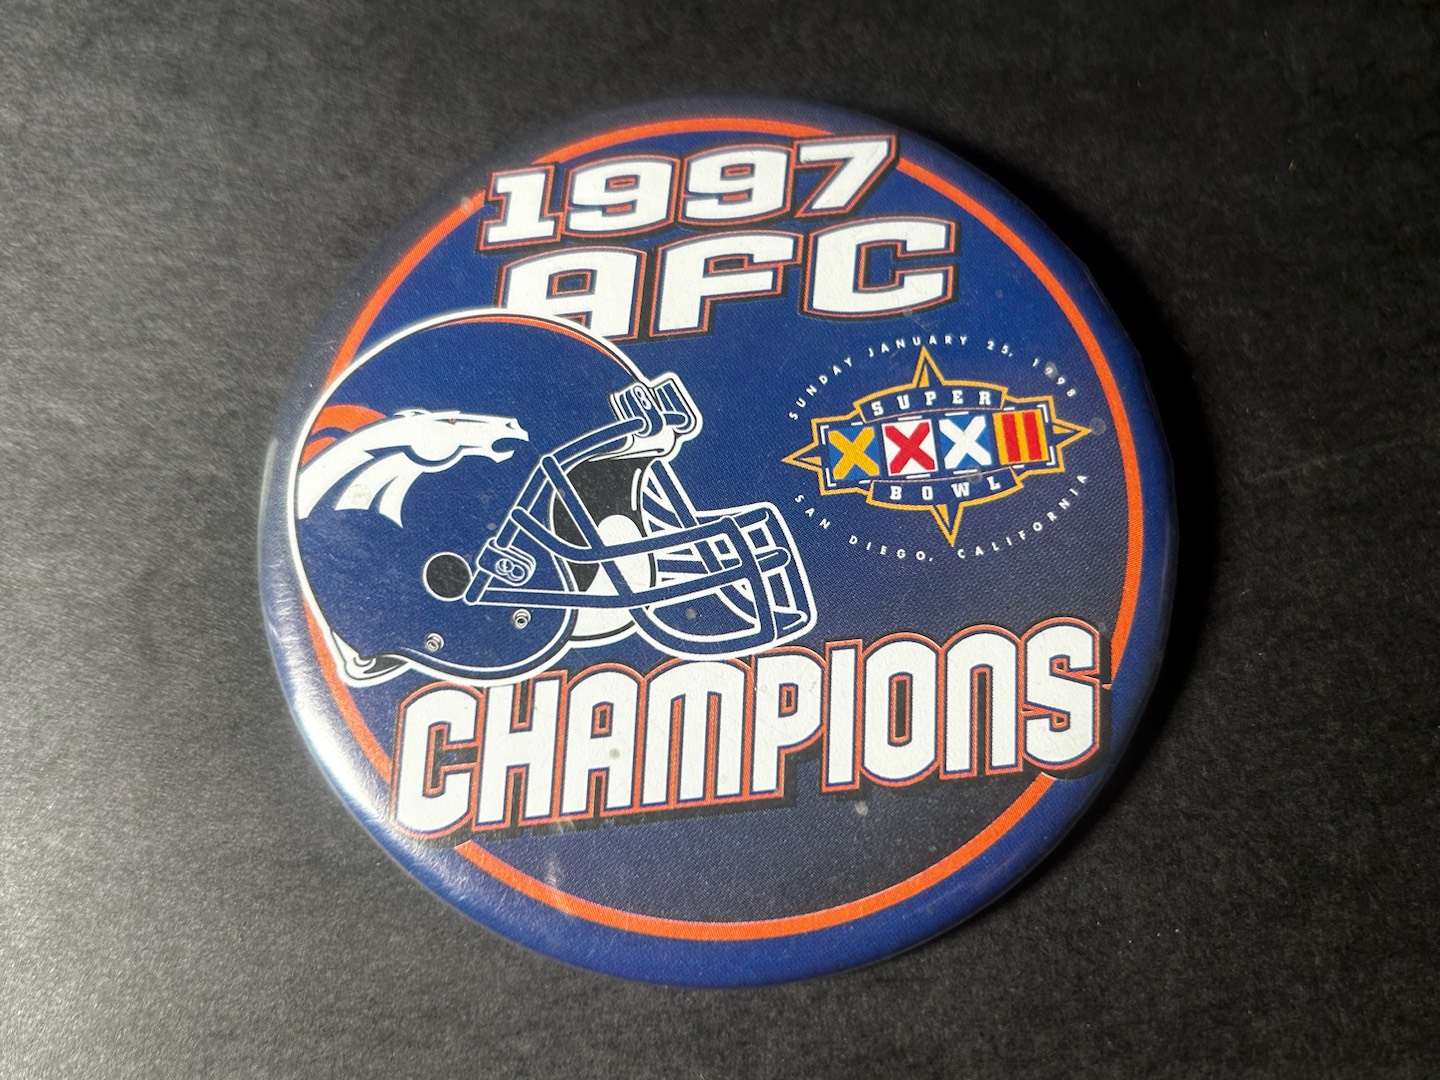 1997
AFC
SUNDAY JANUARY 25, 1998
SUPER
XXXII
BOWL
SAN DIEGO, CALIFORNIA
CHAMPIONS